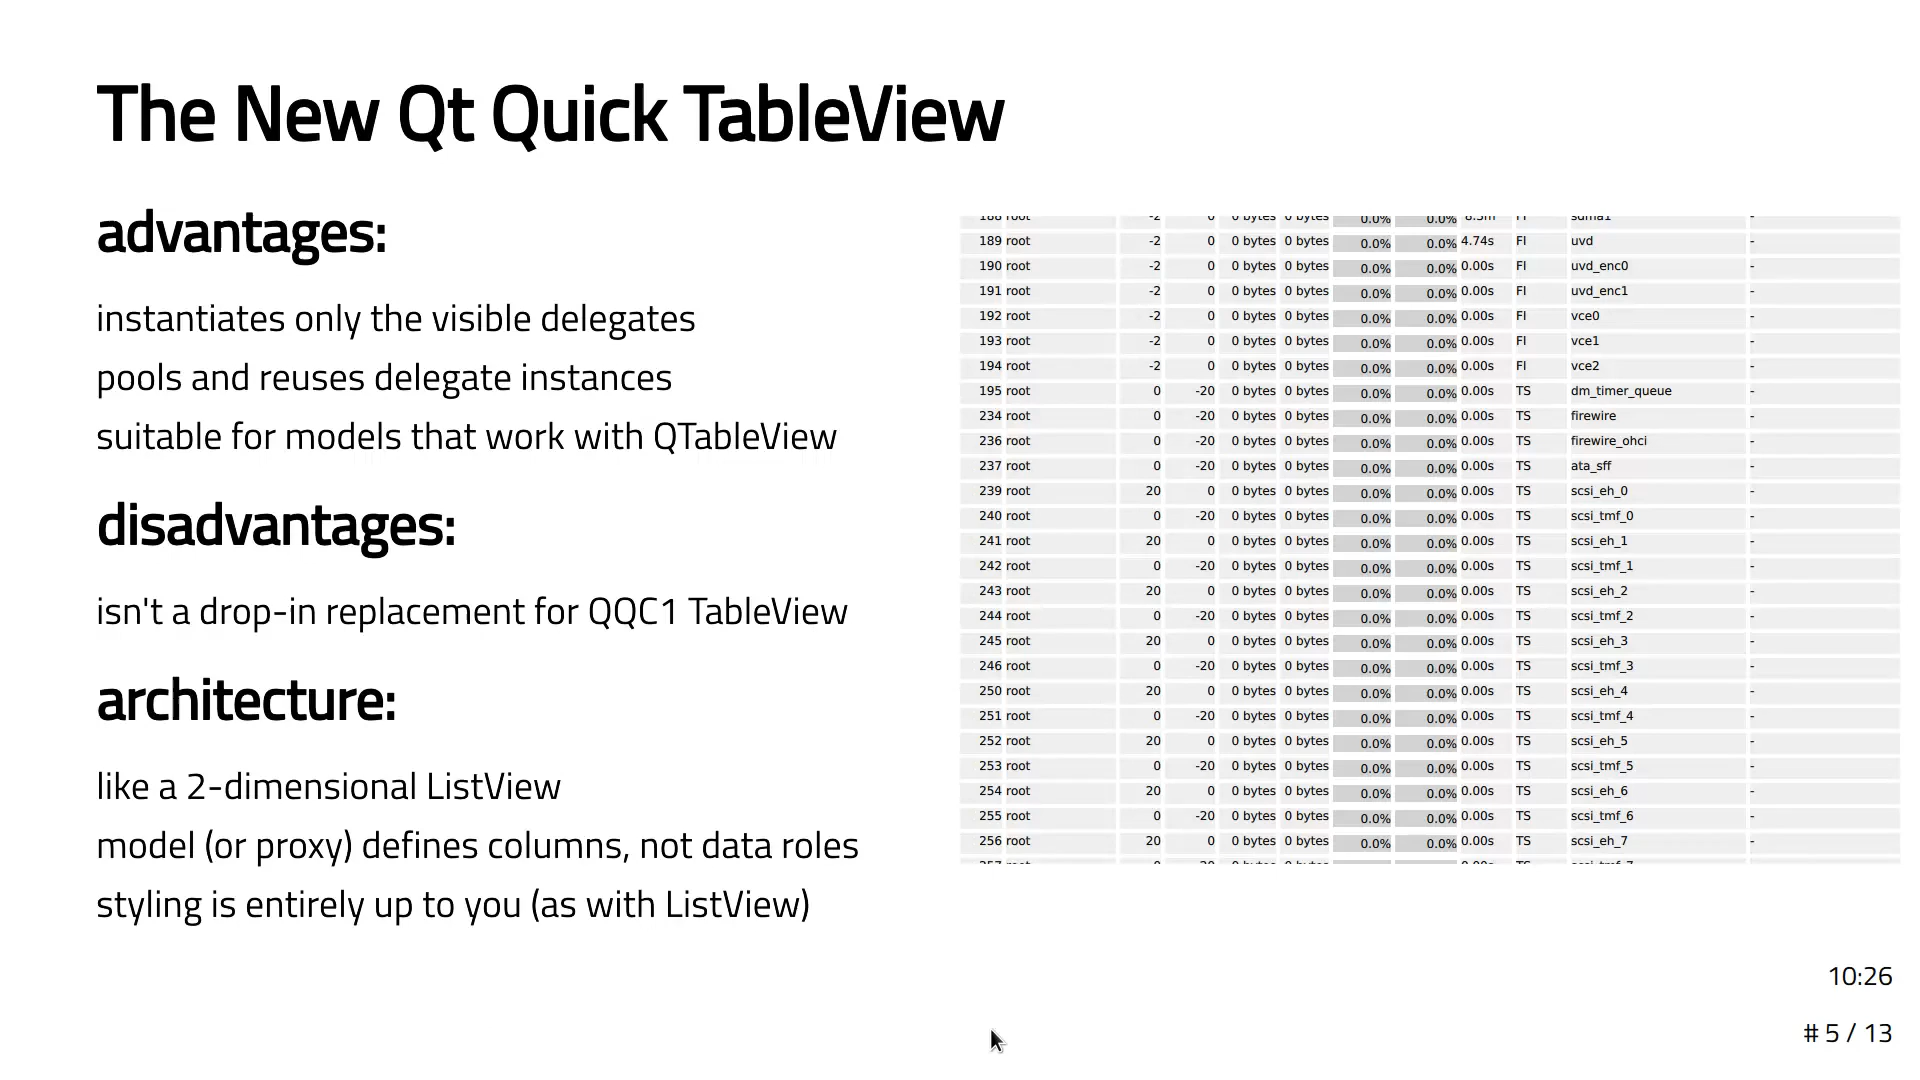 The New Qt Quick TableView
advantages:
instantiates only the visible delegates
pools and reuses delegate instances
suitable for models that work with QTableView
disadvantages:
isn't a drop-in replacement for QQC1 TableView
architecture:
like a 2-dimensional ListView
model (or proxy) defines columns, not data roles
styling is entirely up to you (as with ListView)
188 root -2 0 0 bytes 0 bytes 0.0% 0.0% 8.5m FI sdma1 -
189 root -2 0 0 bytes 0 bytes 0.0% 0.0% 4.74s FI uvd -
190 root -2 0 0 bytes 0 bytes 0.0% 0.0% 0.00s FI uvd_enc0 -
191 root -2 0 0 bytes 0 bytes 0.0% 0.0% 0.00s FI uvd_enc1 -
192 root -2 0 0 bytes 0 bytes 0.0% 0.0% 0.00s FI vce0 -
193 root -2 0 0 bytes 0 bytes 0.0% 0.0% 0.00s FI vce1 -
194 root -2 0 0 bytes 0 bytes 0.0% 0.0% 0.00s FI vce2 -
195 root 0 -20 0 bytes 0 bytes 0.0% 0.0% 0.00s TS dm_timer_queue -
234 root 0 -20 0 bytes 0 bytes 0.0% 0.0% 0.00s TS firewire -
236 root 0 -20 0 bytes 0 bytes 0.0% 0.0% 0.00s TS firewire_ohci -
237 root 0 -20 0 bytes 0 bytes 0.0% 0.0% 0.00s TS ata_sff -
239 root 20 0 0 bytes 0 bytes 0.0% 0.0% 0.00s TS scsi_eh_0 -
240 root 0 -20 0 bytes 0 bytes 0.0% 0.0% 0.00s TS scsi_tmf_0 -
241 root 20 0 0 bytes 0 bytes 0.0% 0.0% 0.00s TS scsi_eh_1 -
242 root 0 -20 0 bytes 0 bytes 0.0% 0.0% 0.00s TS scsi_tmf_1 -
243 root 20 0 0 bytes 0 bytes 0.0% 0.0% 0.00s TS scsi_eh_2 -
244 root 0 -20 0 bytes 0 bytes 0.0% 0.0% 0.00s TS scsi_tmf_2 -
245 root 20 0 0 bytes 0 bytes 0.0% 0.0% 0.00s TS scsi_eh_3 -
246 root 0 -20 0 bytes 0 bytes 0.0% 0.0% 0.00s TS scsi_tmf_3 -
250 root 20 0 0 bytes 0 bytes 0.0% 0.0% 0.00s TS scsi_eh_4 -
251 root 0 -20 0 bytes 0 bytes 0.0% 0.0% 0.00s TS scsi_tmf_4 -
252 root 20 0 0 bytes 0 bytes 0.0% 0.0% 0.00s TS scsi_eh_5 -
253 root 0 -20 0 bytes 0 bytes 0.0% 0.0% 0.00s TS scsi_tmf_5 -
254 root 20 0 0 bytes 0 bytes 0.0% 0.0% 0.00s TS scsi_eh_6 -
255 root 0 -20 0 bytes 0 bytes 0.0% 0.0% 0.00s TS scsi_tmf_6 -
256 root 20 0 0 bytes 0 bytes 0.0% 0.0% 0.00s TS scsi_eh_7 -
10:26
# 5 / 13